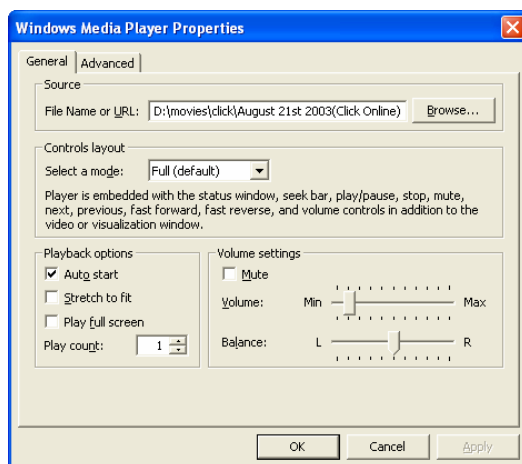 Windows Media Player Properties
General Advanced
Source
File Name or URL: D:\movies\click\August 21st 2003(Click Online) Browse...
Controls layout
Select a mode: Full (default)
Player is embedded with the status window, seek bar, play/pause, stop, mute,
next, previous, fast forward, fast reverse, and volume controls in addition to the
video or visualization window.
Playback options
Auto start
Stretch to fit
Play full screen
Play count: 1
Volume settings
Mute
Volume: Min Max
Balance: L R
OK Cancel Apply